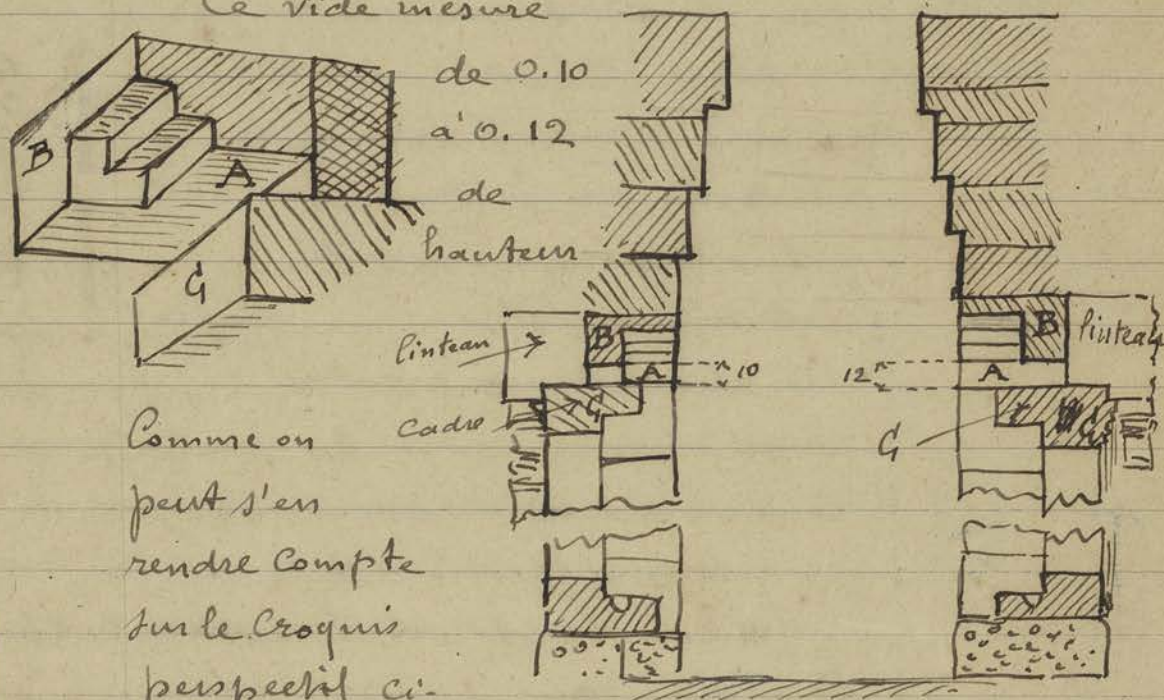 Ce vide mesure
de 0.10
à 0.12
de
hauteur
B
A
G
linteau
B
A
10
cadre
G
B
linteau
12
A
G
G
Comme on
peut s'en
rendre Compte
sur le Croquis
perspectif ci-